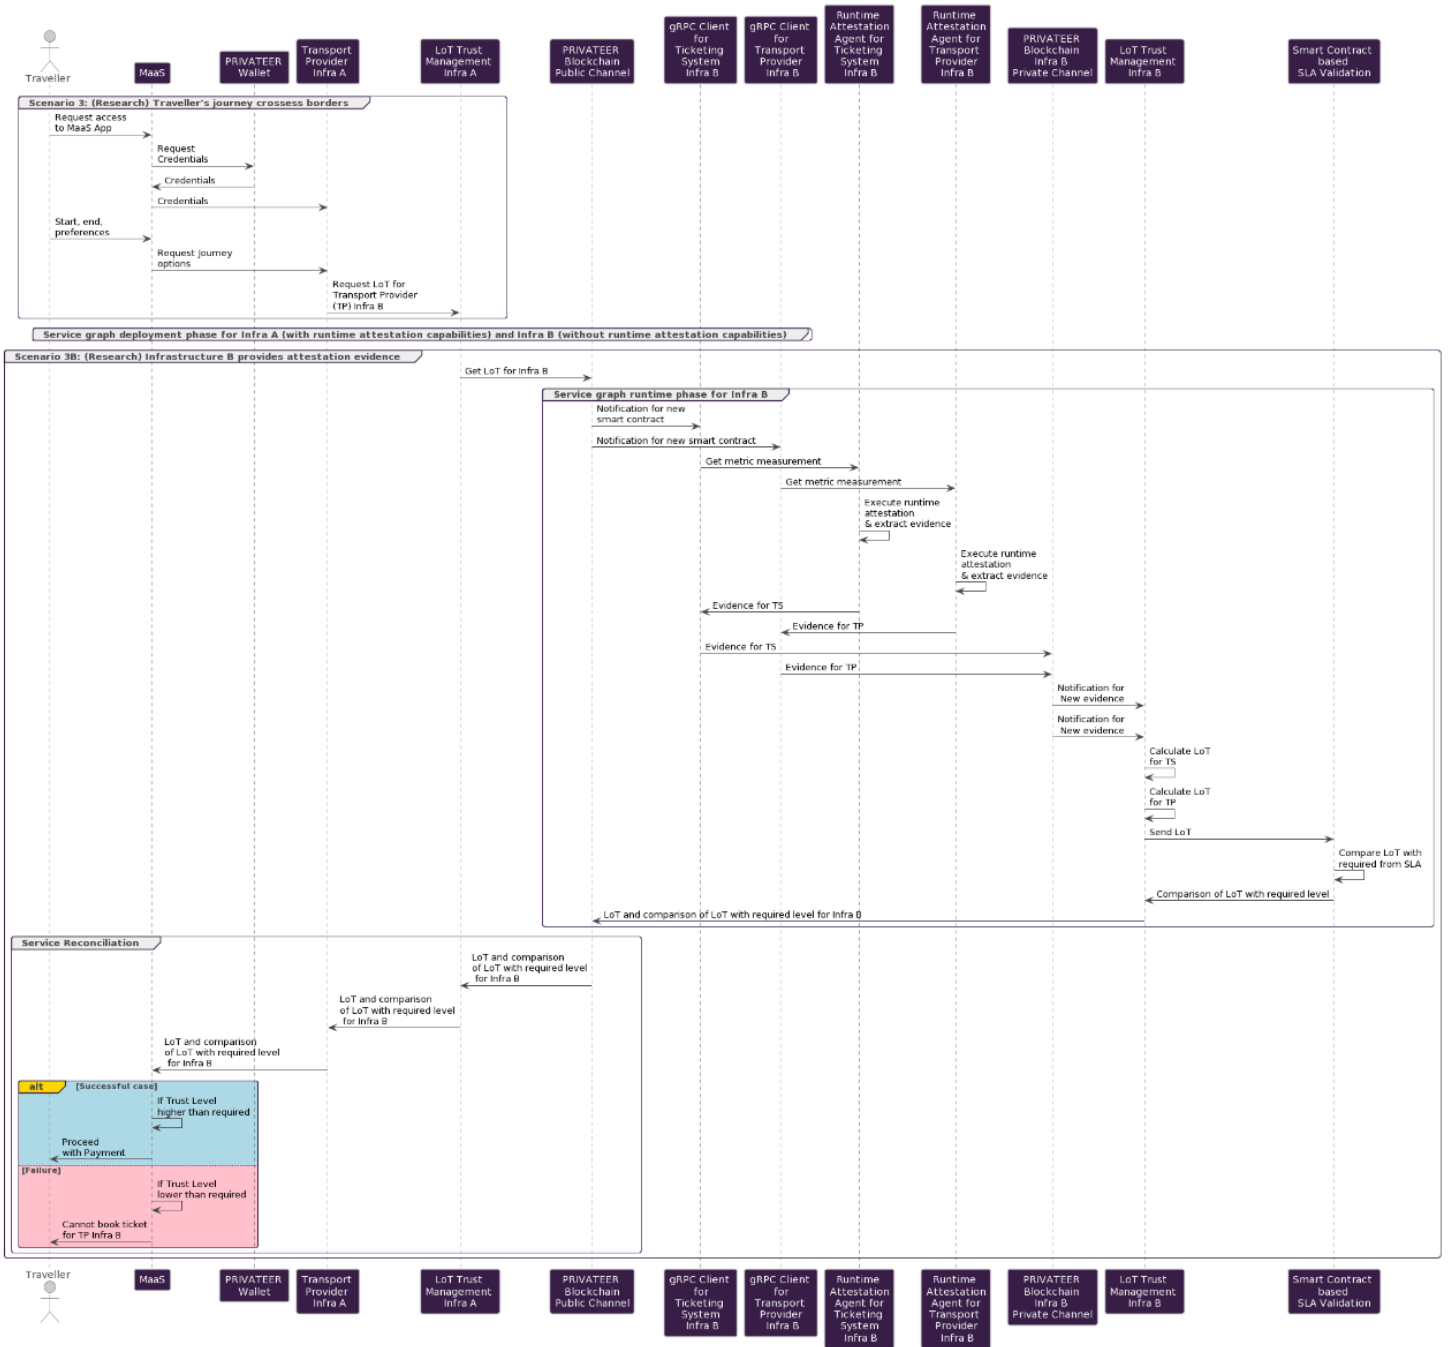 Traveller
MaaS
PRIVATEER
Wallet
Transport
Provider
Infra A
LoT Trust
Management
Infra A
PRIVATEER
Blockchain
Public Channel
gRPC Client
for
Ticketing
System
Infra B
gRPC Client
for
Transport
Provider
Infra B
Runtime
Attestation
Agent for
Ticketing
System
Infra B
Runtime
Attestation
Agent for
Transport
Provider
Infra B
PRIVATEER
Blockchain
Infra B
Private Channel
LoT Trust
Management
Infra B
Smart Contract
based
SLA Validation
Scenario 3: (Research) Traveller's journey crossess borders
Request access
to MaaS App
Request
Credentials
Credentials
Credentials
Start, end,
preferences
Request Journey
options
Request LoT for
Transport Provider
(TP) Infra B
Service graph deployment phase for Infra A (with runtime attestation capabilities) and Infra B (without runtime attestation capabilities)
Scenario 3B: (Research) Infrastructure B provides attestation evidence
Get LoT for Infra B
Service graph runtime phase for Infra B
Notification for new
smart contract
Notification for new smart contract
Get metric measurement
Get metric measurement
Execute runtime
attestation
& extract evidence
Execute runtime
attestation
& extract evidence
Evidence for TS
Evidence for TP
Evidence for TS
Evidence for TP
Notification for
New evidence
Notification for
New evidence
Calculate LoT
for TS
Calculate LoT
for TP
Send LoT
Compare LoT with
required from SLA
Comparison of LoT with required level
LoT and comparison of LoT with required level for Infra B
Service Reconciliation
LoT and comparison
of LoT with required level
for Infra B
LoT and comparison
of LoT with required level
for Infra B
LoT and comparison
of LoT with required level
for Infra B
alt [Successful case]
If Trust Level
higher than required
Proceed
with Payment
[Failure]
If Trust Level
lower than required
Cannot book ticket
for TP Infra B
Traveller
MaaS
PRIVATEER
Wallet
Transport
Provider
Infra A
LoT Trust
Management
Infra A
PRIVATEER
Blockchain
Public Channel
gRPC Client
for
Ticketing
System
Infra B
gRPC Client
for
Transport
Provider
Infra B
Runtime
Attestation
Agent for
Ticketing
System
Infra B
Runtime
Attestation
Agent for
Transport
Provider
Infra B
PRIVATEER
Blockchain
Infra B
Private Channel
LoT Trust
Management
Infra B
Smart Contract
based
SLA Validation